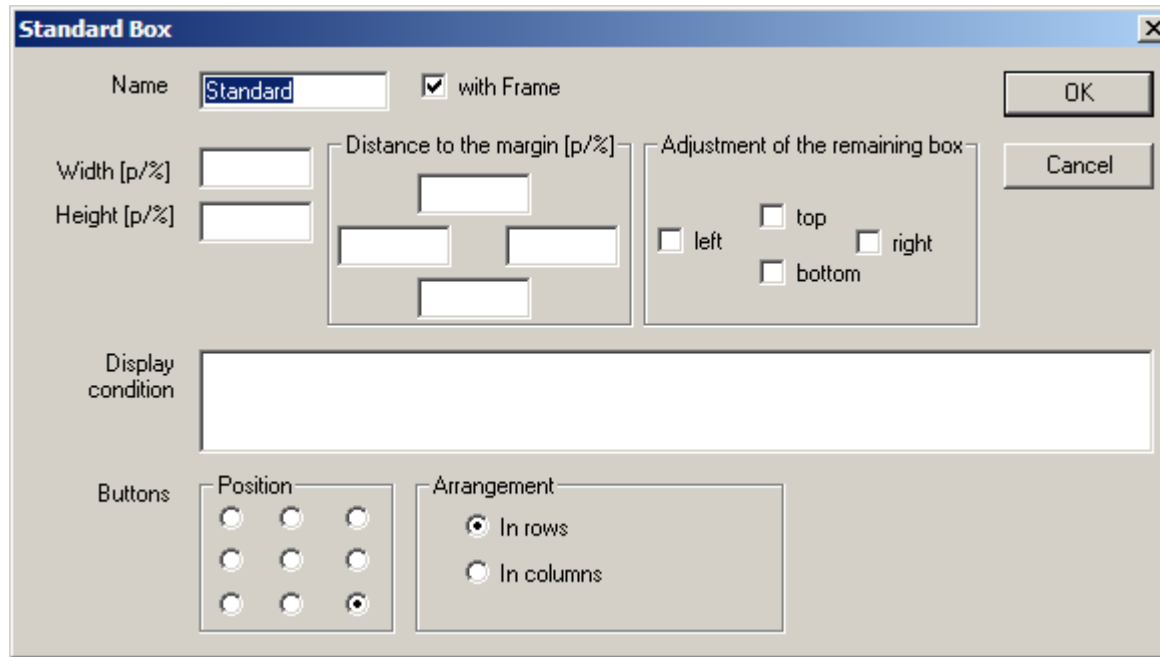 Standard Box
Name Standard with Frame OK
Distance to the margin [p/%] Adjustment of the remaining box
Width [p/%] Cancel
Height [p/%] top
left right
bottom
Display
condition
Buttons Position Arrangement
In rows
In columns